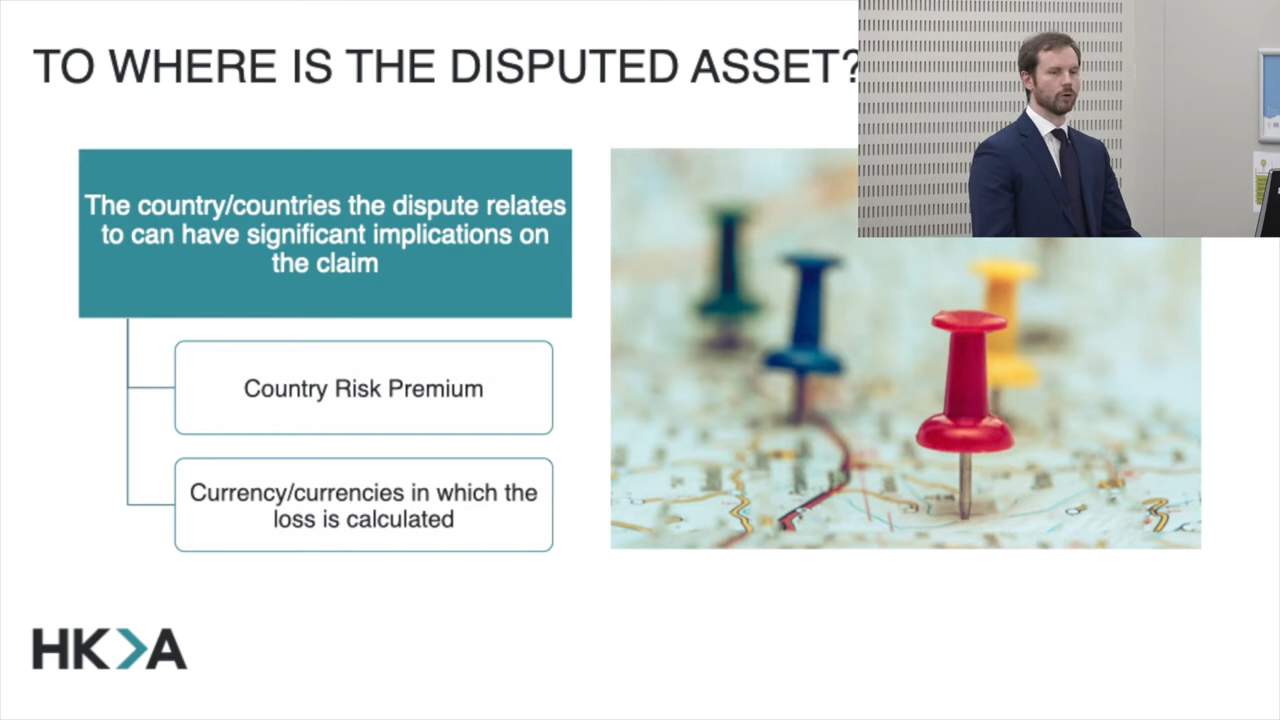 TO WHERE IS THE DISPUTED ASSET?
The country/countries the dispute relates
to can have significant implications on
the claim
Country Risk Premium
Currency/currencies in which the
loss is calculated
HKA